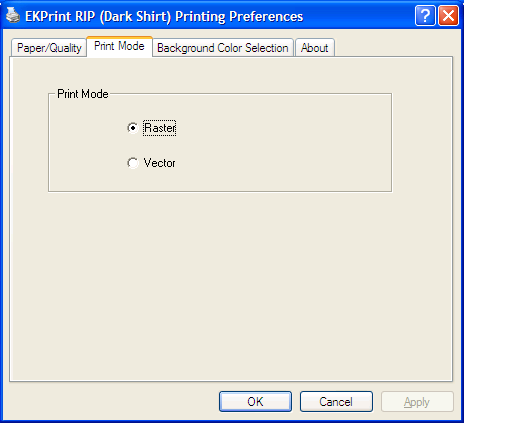 EKPrint RIP (Dark Shirt) Printing Preferences
Paper/Quality Print Mode Background Color Selection About
Print Mode
Raster
Vector
OK Cancel Apply